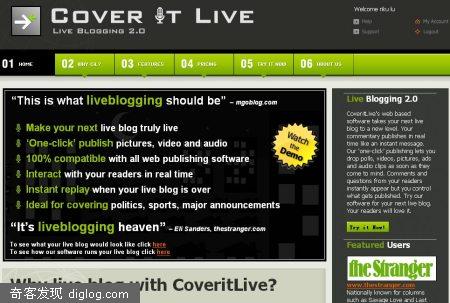 COVER IT LIVE
LIVE BLOGGING 2.0
Welcome niku lu
Help
My Account
Support
Logout
01 HOME
02 WHY CIL?
03 FEATURES
04 PRICING
05 TRY IT NOW
06 ABOUT US
“This is what liveblogging should be” – mgoblog.com
Make your next live blog truly live
'One-click' publish pictures, video and audio
100% compatible with all web publishing software
Interact with your readers in real time
Instant replay when your live blog is over
Ideal for covering politics, sports, major announcements
“It's liveblogging heaven” – Eli Sanders, thestranger.com
To see what your live blog would look like click here
To see how our software runs your live blog click here
Watch
the
Demo
Live Blogging 2.0
CoveritLive's web based
software takes your next live
blog to a new level. Your
commentary publishes in real
time like an instant message.
Our 'one-click' publishing lets you
drop polls, videos, pictures, ads
and audio clips as soon as they
come to mind. Comments and
questions from your readers
instantly appear but you control
what gets published. Try our
software for your next live blog.
Your readers will love it.
Try it Now!
Featured Users
the Stranger
www.thestranger.com
Nationally known for columns
such as Savage Love and Last
Why live blog with CoveritLive?
奇客发现 diglog.com